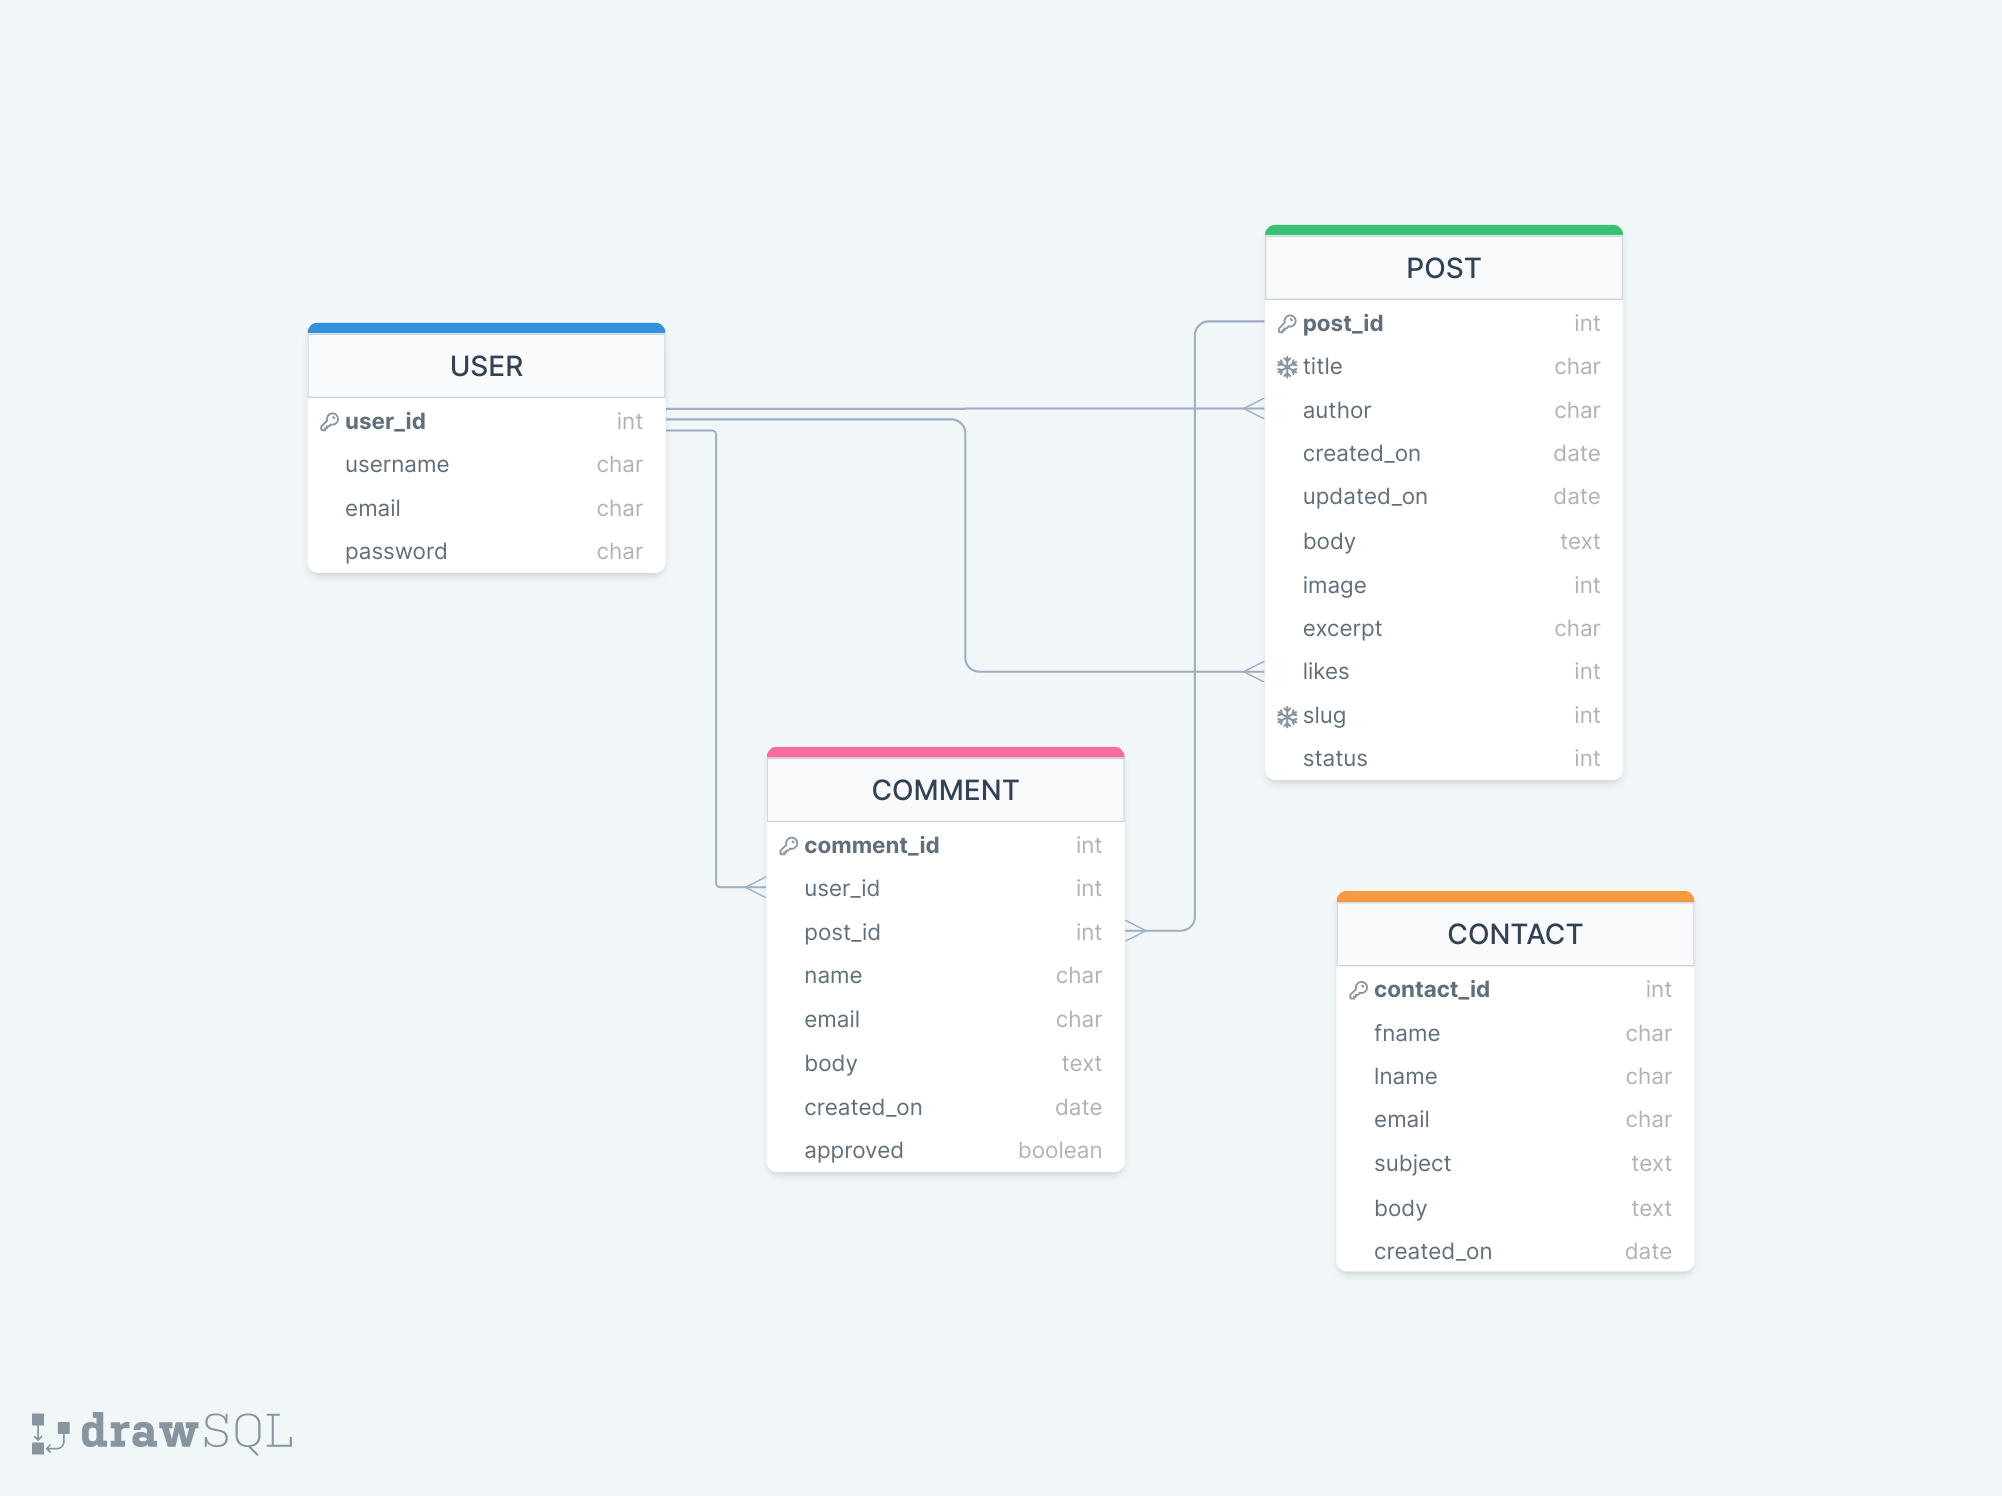 USER
user_id int
username char
email char
password char
POST
post_id int
title char
author char
created_on date
updated_on date
body text
image int
excerpt char
likes int
slug int
status int
COMMENT
comment_id int
user_id int
post_id int
name char
email char
body text
created_on date
approved boolean
CONTACT
contact_id int
fname char
lname char
email char
subject text
body text
created_on date
drawSQL